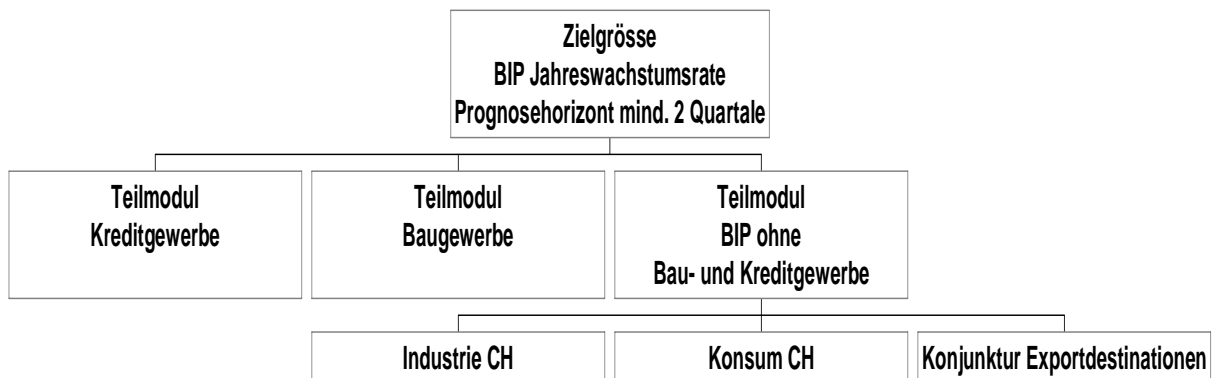 Zielgrösse
BIP Jahreswachstumsrate
Prognosehorizont mind. 2 Quartale
Teilmodul
Kreditgewerbe
Teilmodul
Baugewerbe
Teilmodul
BIP ohne
Bau- und Kreditgewerbe
Industrie CH
Konsum CH
Konjunktur Exportdestinationen